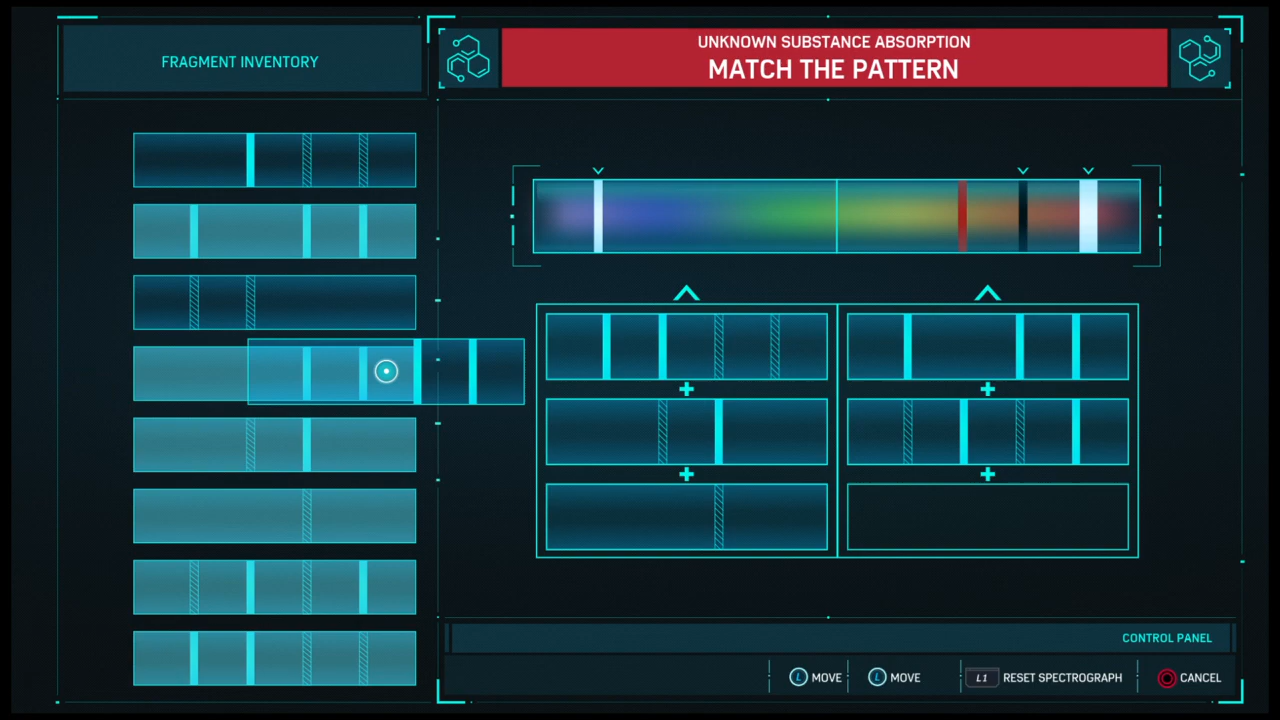 FRAGMENT INVENTORY
UNKNOWN SUBSTANCE ABSORPTION
MATCH THE PATTERN
CONTROL PANEL
L MOVE
L MOVE
L1 RESET SPECTROGRAPH
CANCEL